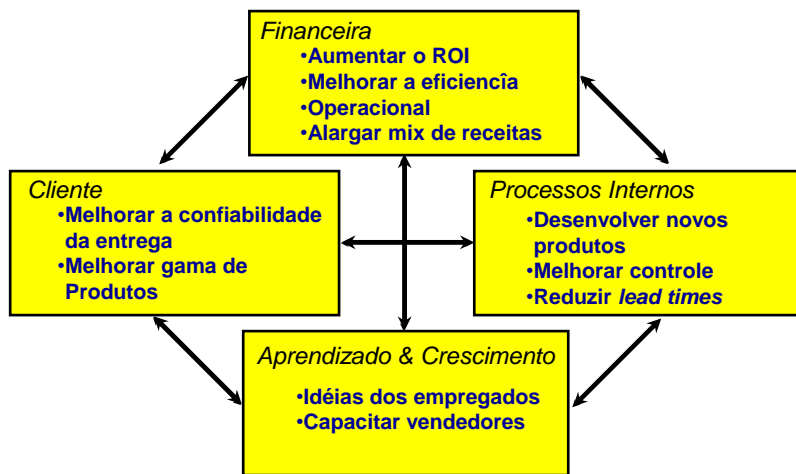 Financeira
•Aumentar o ROI
•Melhorar a eficiencîa
•Operacional
•Alargar mix de receitas
Cliente
•Melhorar a confiabilidade
da entrega
•Melhorar gama de
Produtos
Processos Internos
•Desenvolver novos
produtos
•Melhorar controle
•Reduzir lead times
Aprendizado & Crescimento
•Idéias dos empregados
•Capacitar vendedores